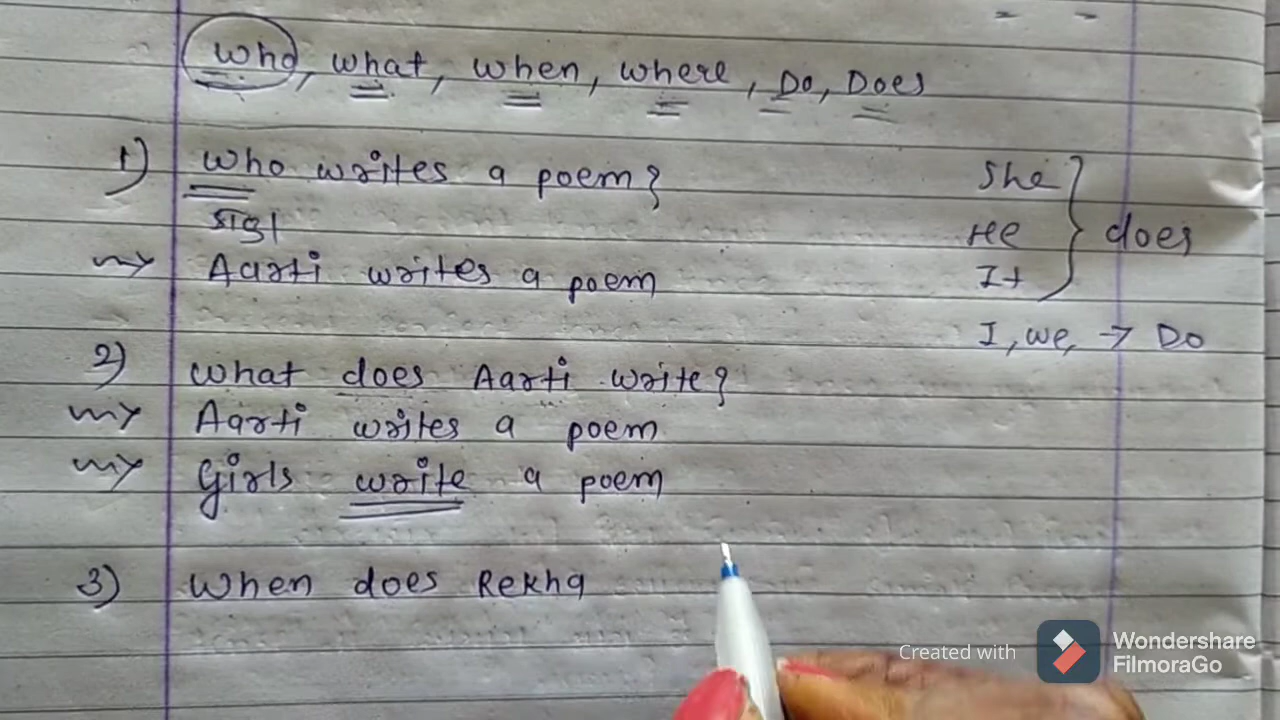 Who, what, when, where, Do, Does
1) Who writes a poem?
Aarti writes a poem
She
He
It
does
I, we, → Do
2) What does Aarti write?
Aarti writes a poem
Girls write a poem
3) When does Rekha
Created with
Wondershare
FilmoraGo